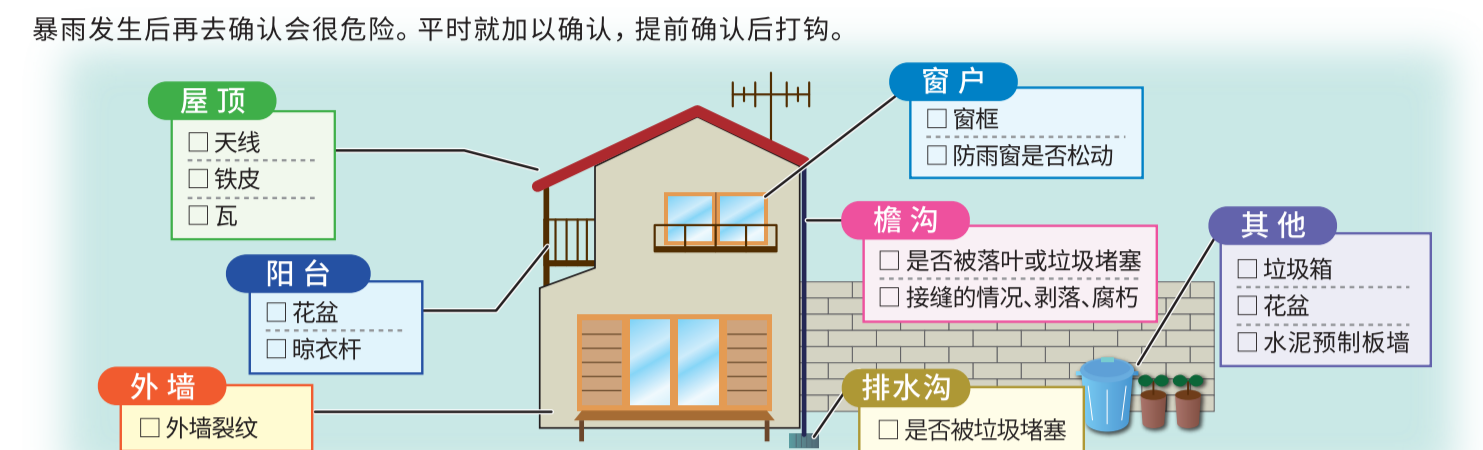 暴雨发生后再去确认会很危险。平时就加以确认，提前确认后打钩。
屋顶
□ 天线
□ 铁皮
□ 瓦
阳台
□ 花盆
□ 晾衣杆
外墙
□ 外墙裂纹
窗户
□ 窗框
□ 防雨窗是否松动
檐沟
□ 是否被落叶或垃圾堵塞
□ 接缝的情况、剥落、腐朽
排水沟
□ 是否被垃圾堵塞
其他
□ 垃圾箱
□ 花盆
□ 水泥预制板墙